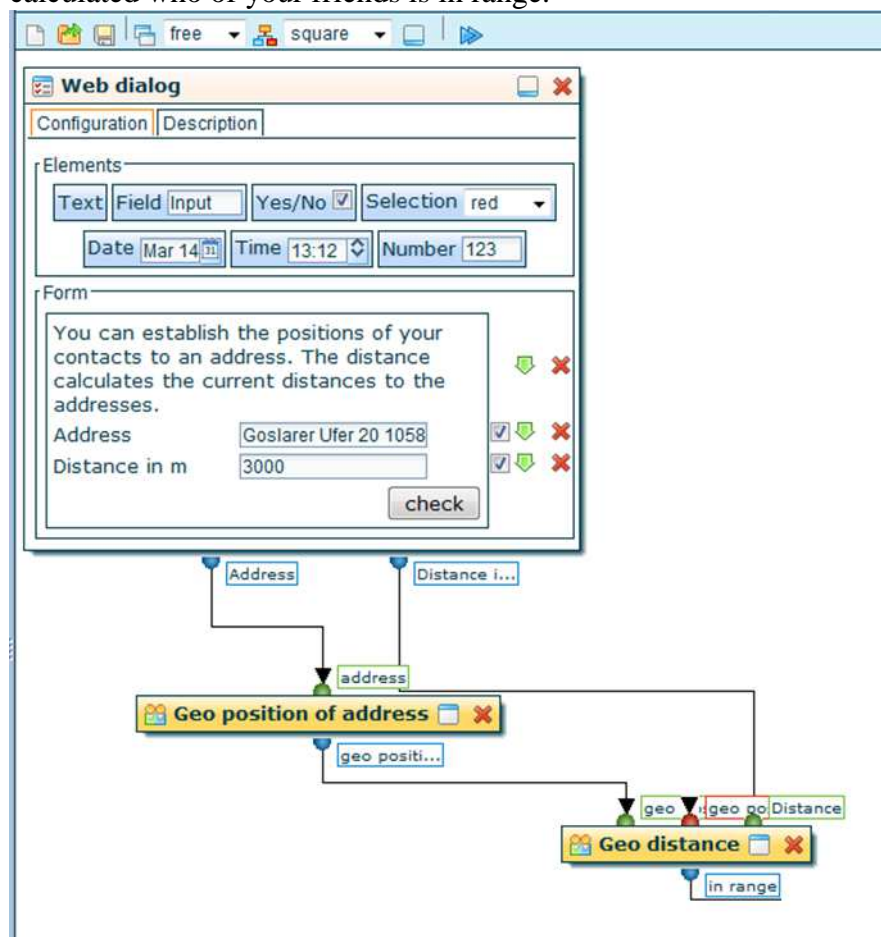 calculated who of your friends is in range.
free square
Web dialog
Configuration Description
Elements
Text Field Input Yes/No Selection red
Date Mar 14 31 Time 13:12 Number 123
Form
You can establish the positions of your
contacts to an address. The distance
calculates the current distances to the
addresses.
Address Goslarer Ufer 20 1058
Distance in m 3000
check
Address Distance i...
address
Geo position of address
geo positi...
geo geo po Distance
Geo distance
in range